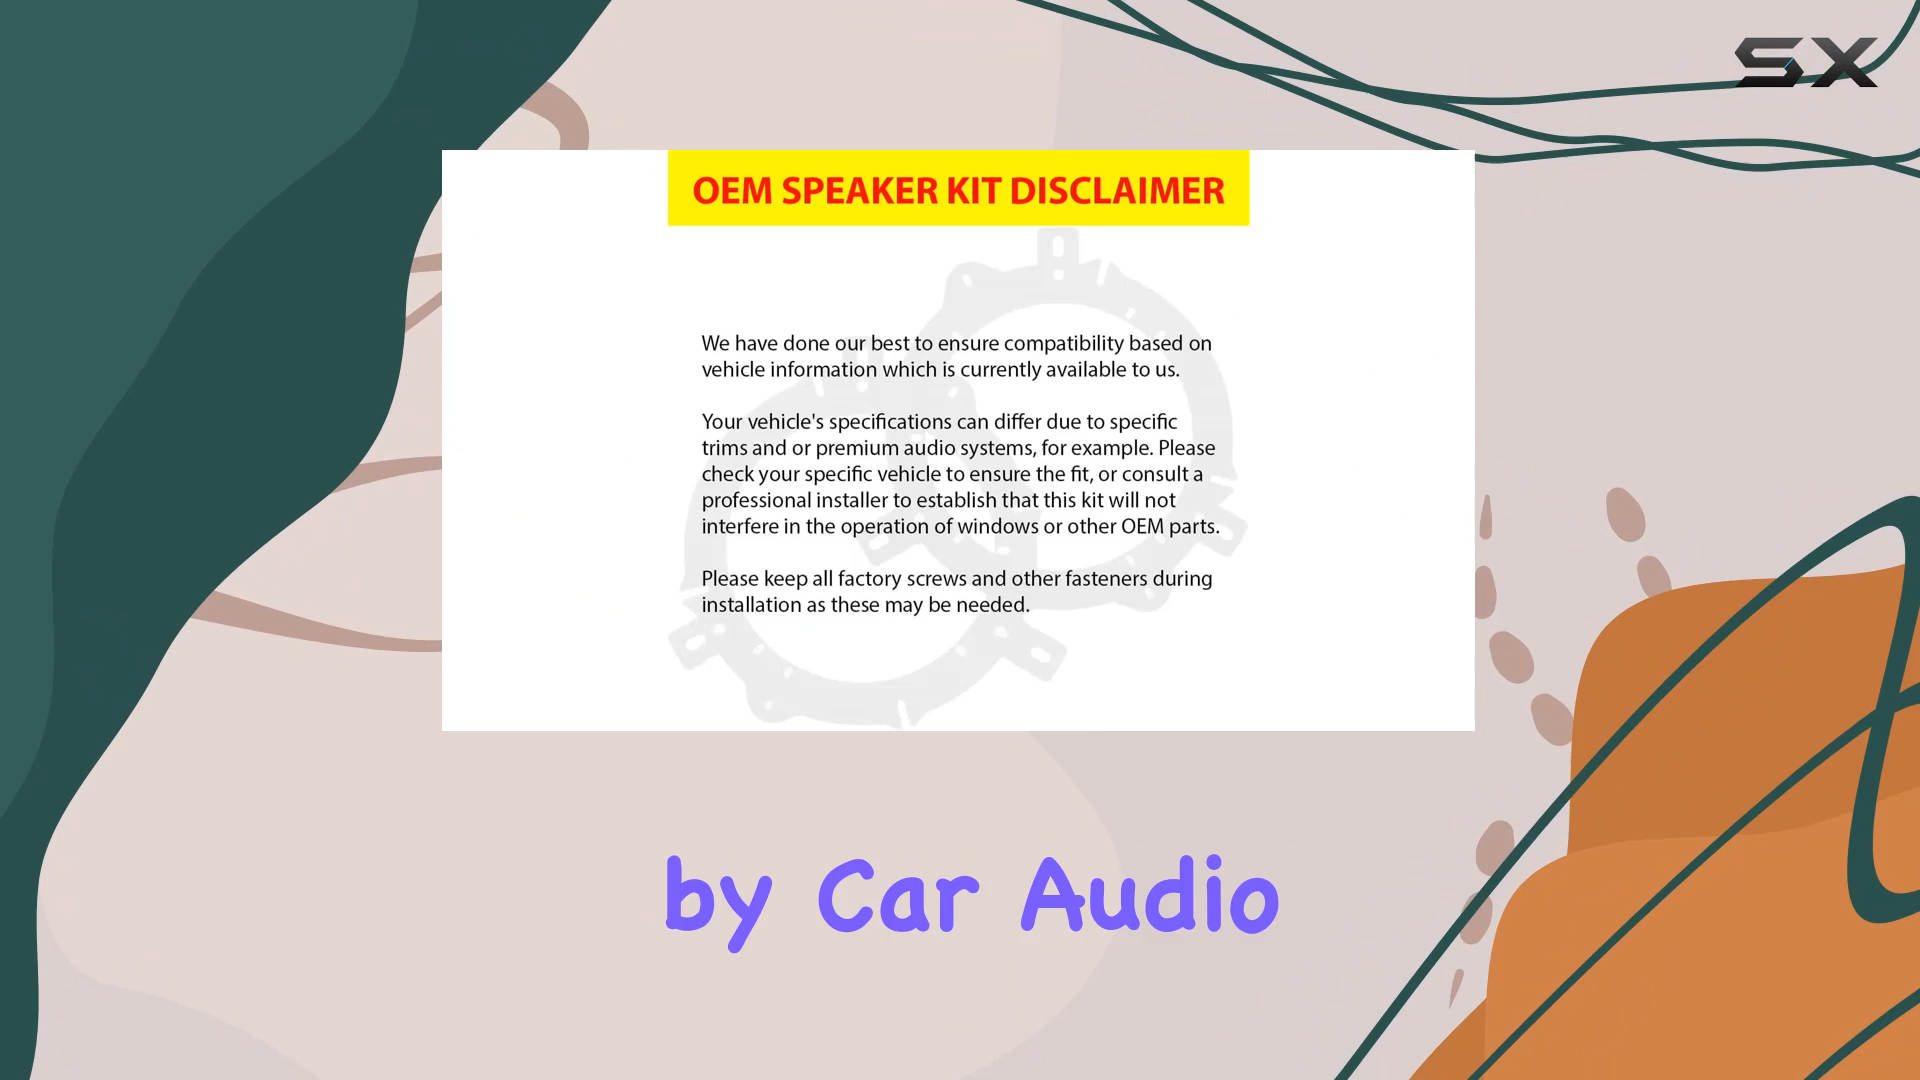 SX
OEM SPEAKER KIT DISCLAIMER
We have done our best to ensure compatibility based on
vehicle information which is currently available to us.
Your vehicle's specifications can differ due to specific
trims and or premium audio systems, for example. Please
check your specific vehicle to ensure the fit, or consult a
professional installer to establish that this kit will not
interfere in the operation of windows or other OEM parts.
Please keep all factory screws and other fasteners during
installation as these may be needed.
by Car Audio